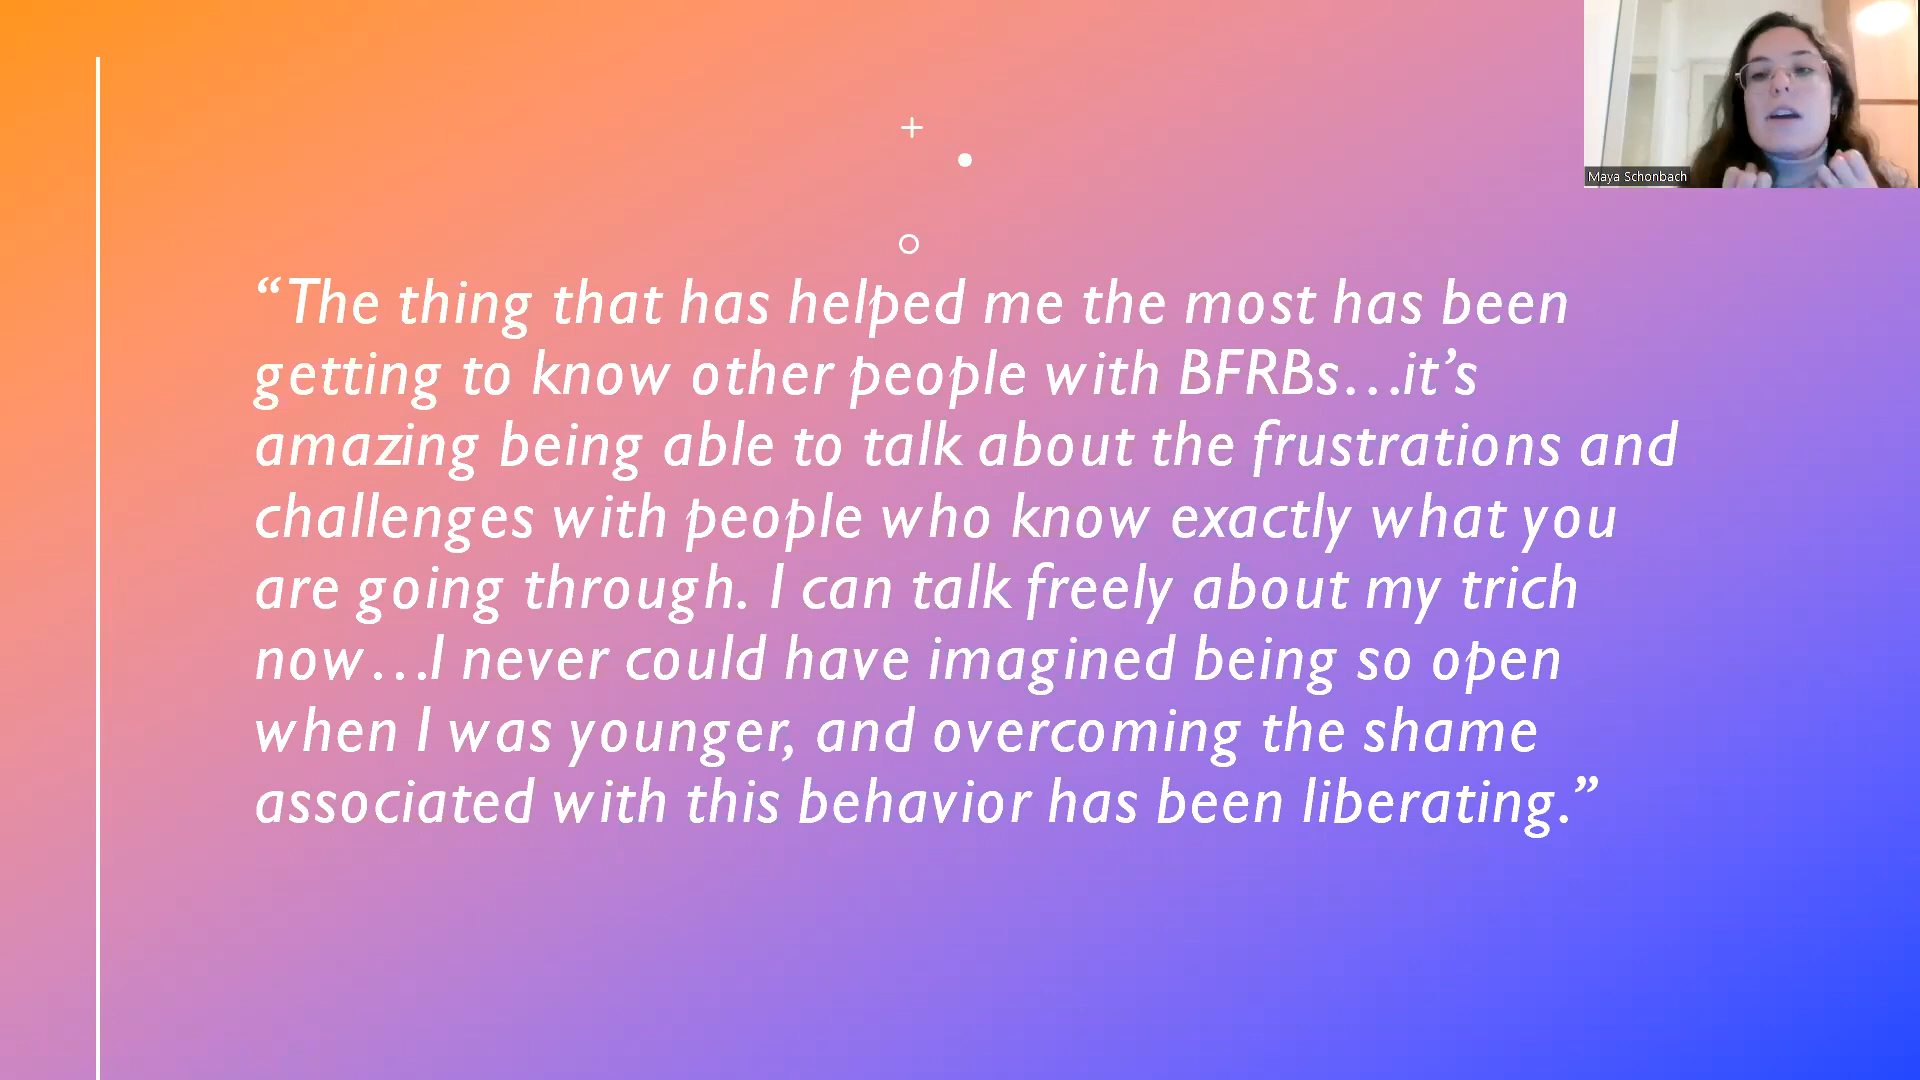 Maya Schonbach
“The thing that has helped me the most has been
getting to know other people with BFRBs…it’s
amazing being able to talk about the frustrations and
challenges with people who know exactly what you
are going through. I can talk freely about my trich
now…I never could have imagined being so open
when I was younger, and overcoming the shame
associated with this behavior has been liberating.”